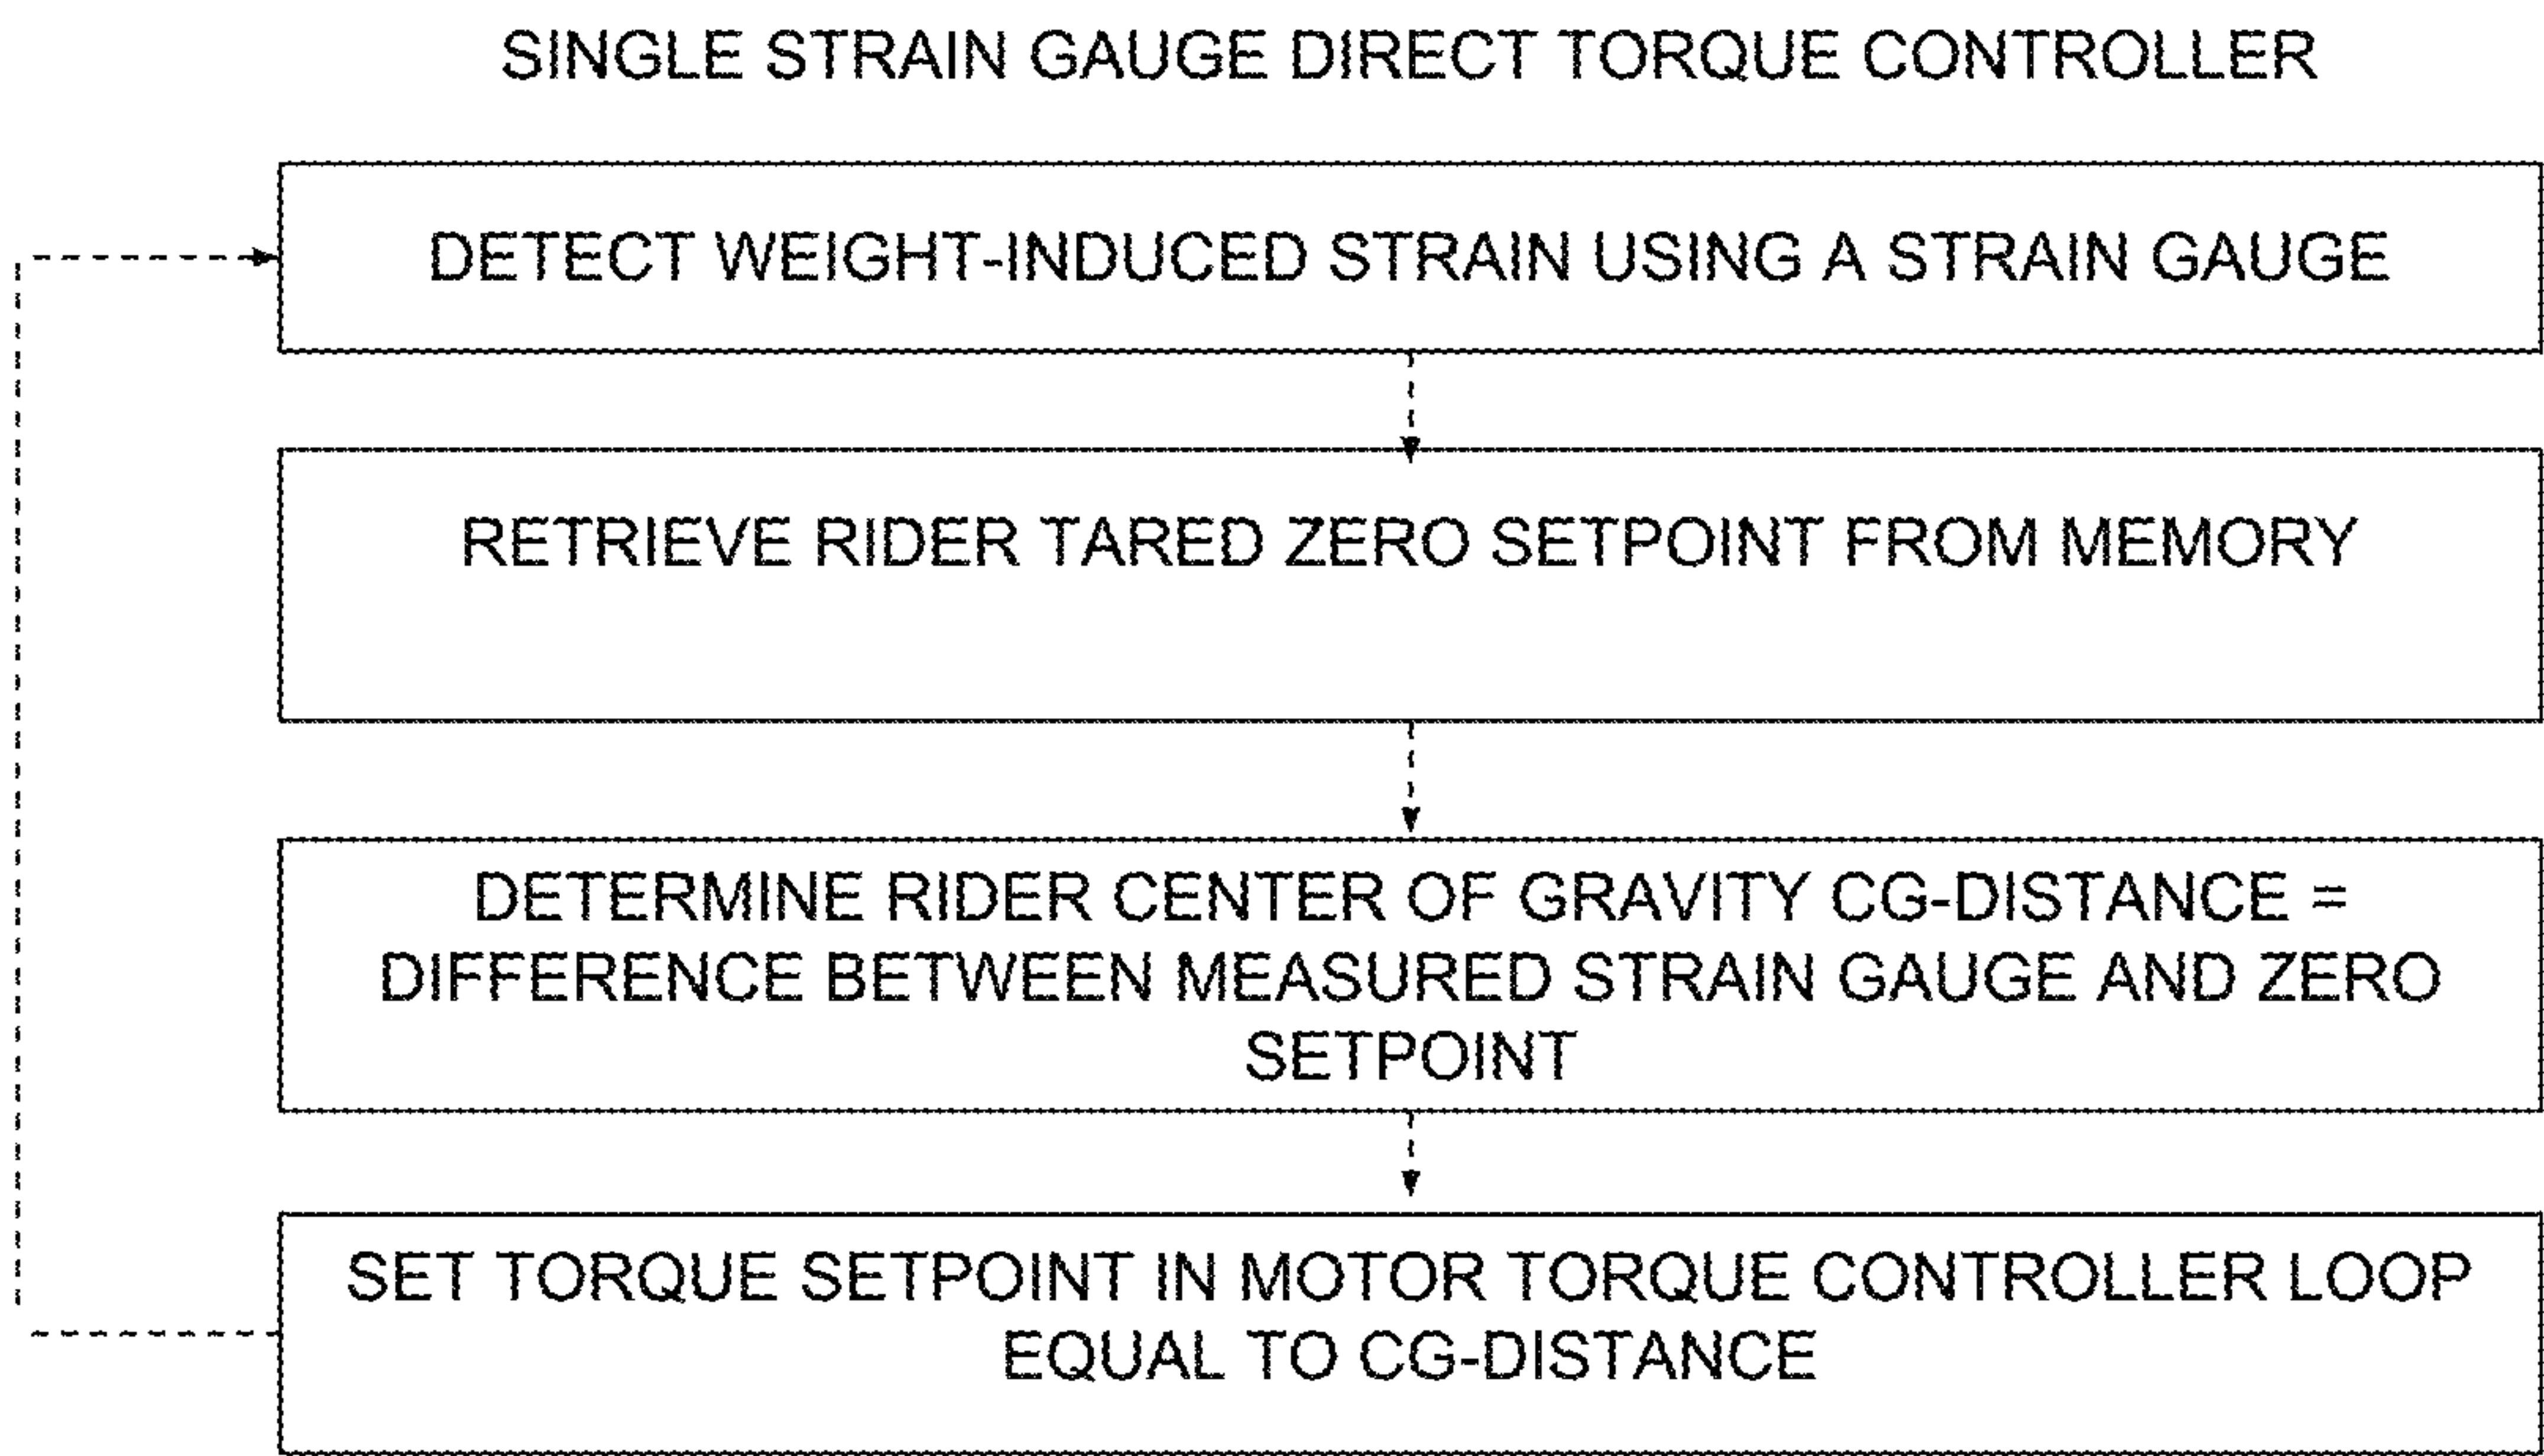 SINGLE STRAIN GAUGE DIRECT TORQUE CONTROLLER
DETECT WEIGHT-INDUCED STRAIN USING A STRAIN GAUGE
RETRIEVE RIDER TARED ZERO SETPOINT FROM MEMORY
DETERMINE RIDER CENTER OF GRAVITY CG-DISTANCE =
DIFFERENCE BETWEEN MEASURED STRAIN GAUGE AND ZERO
SETPOINT
SET TORQUE SETPOINT IN MOTOR TORQUE CONTROLLER LOOP
EQUAL TO CG-DISTANCE